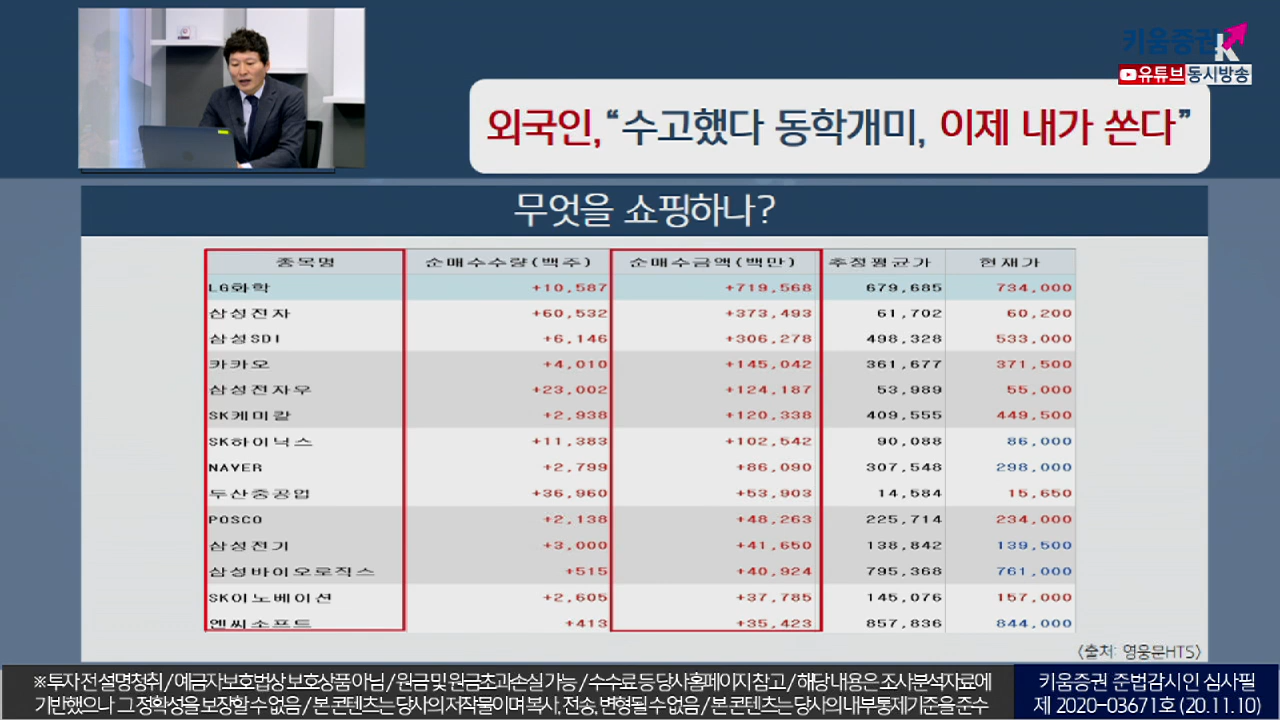 키움증권
유튜브 동시방송
외국인, “수고했다 동학개미, 이제 내가 쏜다”
무엇을 쇼핑하나?
종목명 순매수수량(백주) 순매수금액(백만) 추정평균가 현재가
LG화학 +10,587 +719,568 679,685 734,000
삼성전자 +60,532 +373,493 61,702 60,200
삼성SDI +6,146 +306,278 498,328 533,000
카카오 +4,010 +145,042 361,677 371,500
삼성전자우 +23,002 +124,187 53,989 55,000
SK케미칼 +2,938 +120,338 409,555 449,500
SK하이닉스 +11,383 +102,542 90,088 86,000
NAVER +2,799 +86,090 307,548 298,000
두산중공업 +36,960 +53,903 14,584 15,650
POSCO +2,138 +48,263 225,714 234,000
삼성전기 +3,000 +41,650 138,842 139,500
삼성바이오로직스 +515 +40,924 795,368 761,000
SK이노베이션 +2,605 +37,785 145,076 157,000
엔씨소프트 +413 +35,423 857,836 844,000
<출처: 영웅문HTS>
※ 투자 전 설명청취 / 예금자보호법상 보호상품 아님 / 원금 및 원금초과손실 가능 / 수수료 등 당사홈페이지 참고 / 해당 내용은 조사분석자료에
기반했으나 그 정확성을 보장할 수 없음 / 본 콘텐츠는 당사의 저작물이며 복사, 전송, 변형될 수 없음 / 본 콘텐츠는 당사의 내부통제기준을 준수
키움증권 준법감시인 심사필
제 2020-03671호 (20.11.10)